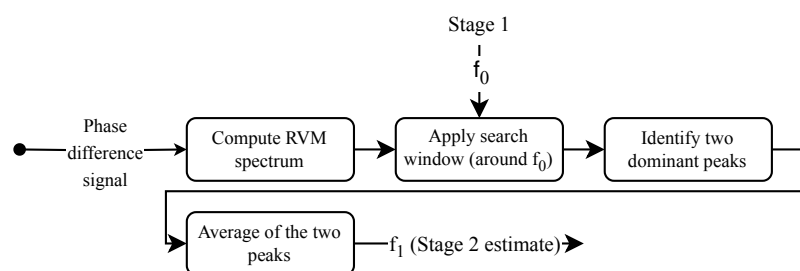 Stage 1
f0
Phase
difference
signal
Compute RVM
spectrum
Apply search
window (around f0)
Identify two
dominant peaks
Average of the two
peaks
f1 (Stage 2 estimate)